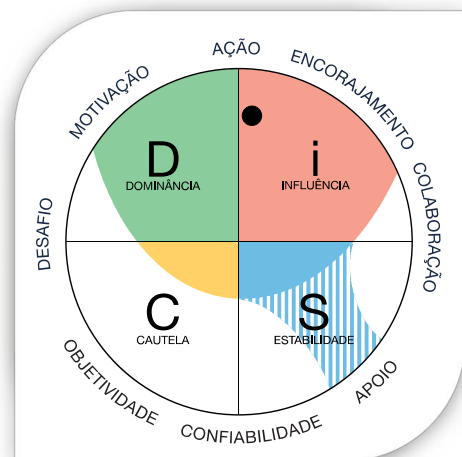 AÇÃO
MOTIVAÇÃO
ENCORAJAMENTO
D
DOMINÂNCIA
i
INFLUÊNCIA
DESAFIO
COLABORAÇÃO
C
CAUTELA
S
ESTABILIDADE
OBJETIVIDADE
APOIO
CONFIABILIDADE